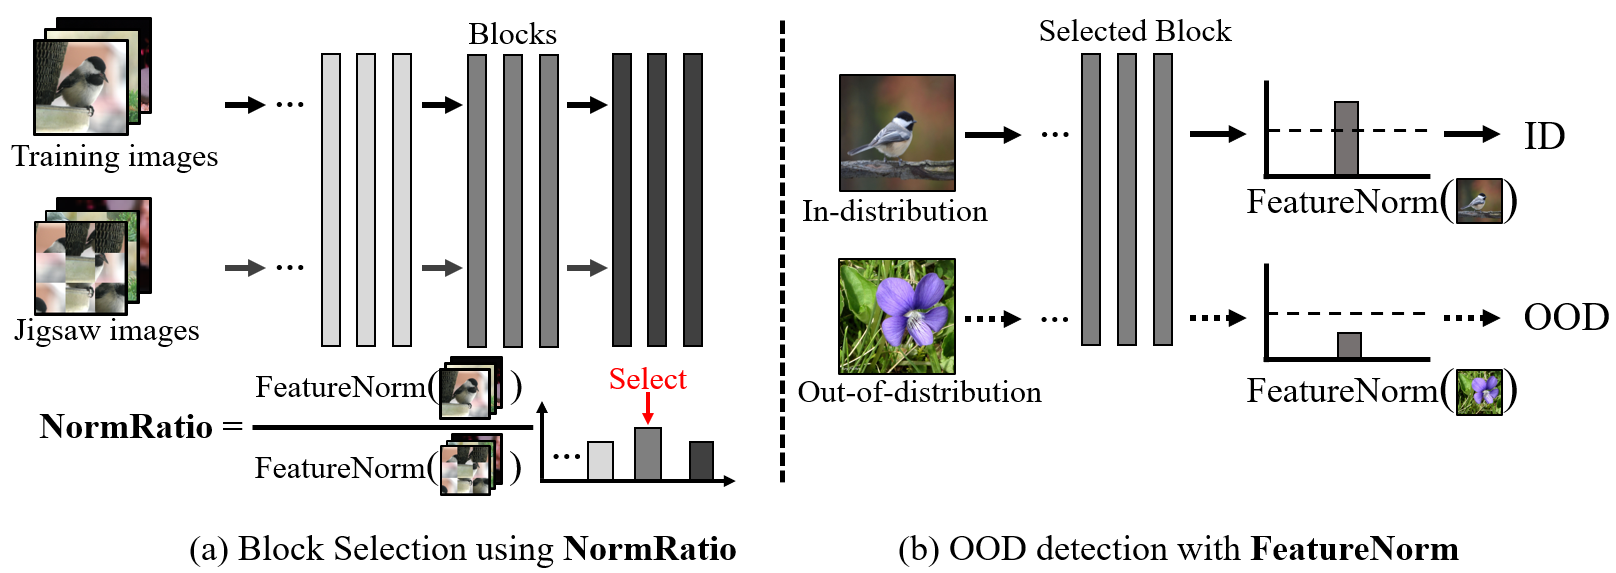 Blocks
Training images
...
Jigsaw images
...
NormRatio =
FeatureNorm( )
FeatureNorm( )
Select
...
(a) Block Selection using NormRatio
Selected Block
In-distribution
...
FeatureNorm( )
ID
Out-of-distribution
...
FeatureNorm( )
OOD
(b) OOD detection with FeatureNorm